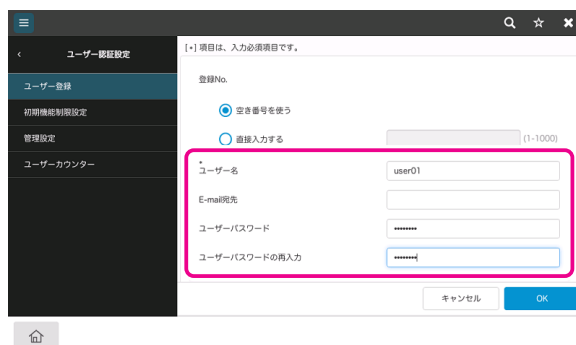 ユーザー認証設定
ユーザー登録
初期機能制限設定
管理設定
ユーザーカウンター
[*] 項目は、入力必須項目です。
登録No.
空き番号を使う
直接入力する (1-1000)
*
ユーザー名 user01
E-mail宛先
ユーザーパスワード ••••••••
ユーザーパスワードの再入力 ••••••••
キャンセル OK